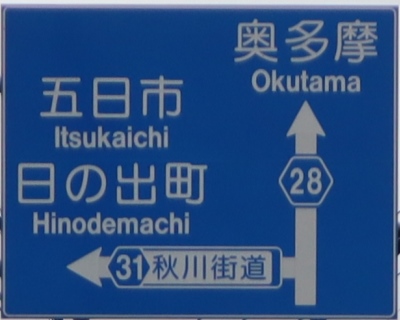 奥多摩
Okutama
五日市
Itsukaichi
日の出町
Hinodemachi
28
31 秋川街道